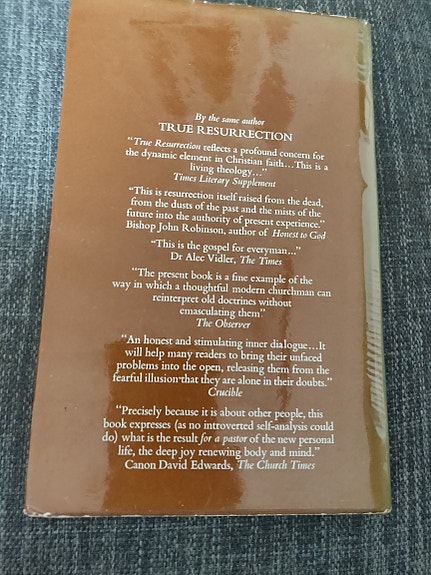 By the same author
TRUE RESURRECTION
“True Resurrection reflects a profound concern for
the dynamic element in Christian faith...This is a
living theology...”
Times Literary Supplement
“This is resurrection itself raised from the dead,
from the dusts of the past and the mists of the
future into the authority of present experience.”
Bishop John Robinson, author of Honest to God
“This is the gospel for everyman...”
Dr Alec Vidler, The Times
“The present book is a fine example of the
way in which a thoughtful modern churchman can
reinterpret old doctrines without
emasculating them”
The Observer
“An honest and stimulating inner dialogue...It
will help many readers to bring their unfaced
problems into the open, releasing them from the
fearful illusion that they are alone in their doubts.”
Crucible
“Precisely because it is about other people, this
book expresses (as no introverted self-analysis could
do) what is the result for a pastor of the new personal
life, the deep joy renewing body and mind.”
Canon David Edwards, The Church Times